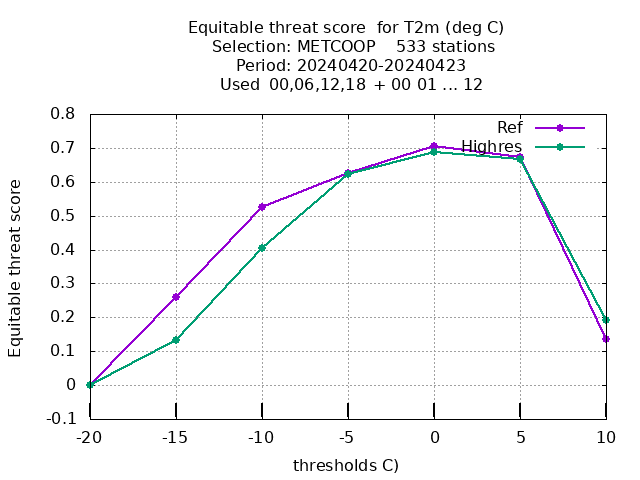 Equitable threat score for T2m (deg C)
Selection: METCOOP 533 stations
Period: 20240420-20240423
Used 00,06,12,18 + 00 01 ... 12
Ref
Highres
Equitable threat score
0.8
0.7
0.6
0.5
0.4
0.3
0.2
0.1
0
-0.1
-20 -15 -10 -5 0 5 10
thresholds C)